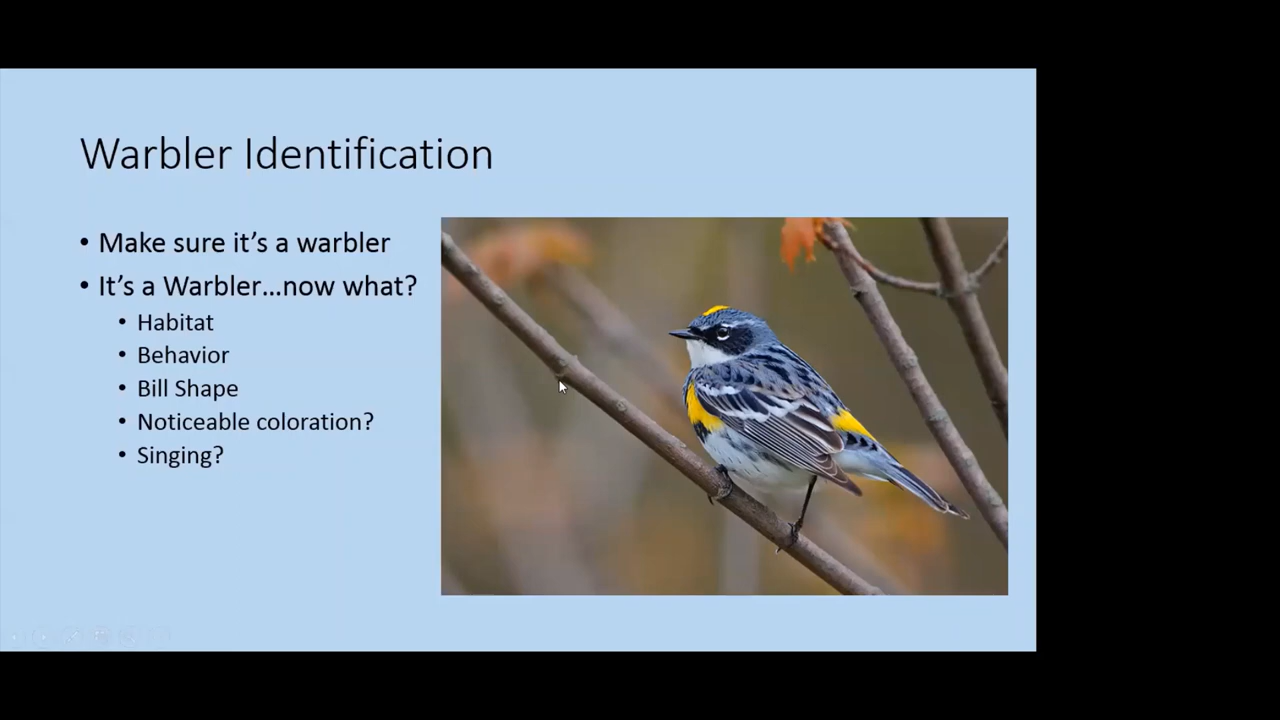 Warbler Identification
• Make sure it's a warbler
• It's a Warbler...now what?
• Habitat
• Behavior
• Bill Shape
• Noticeable coloration?
• Singing?